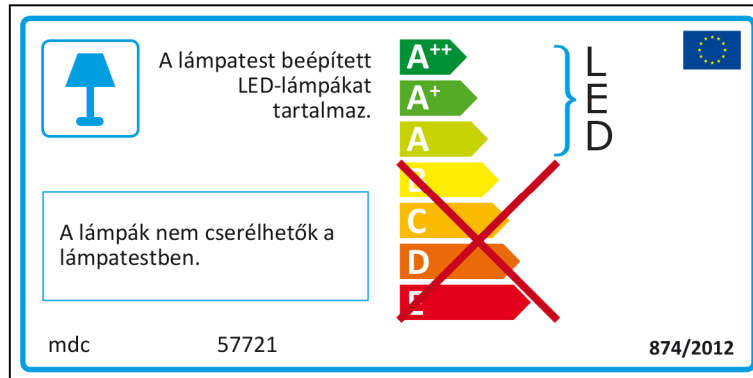 A lámpatest beépített
LED-lámpákat
tartalmaz.
A++
A+
A
B
C
D
E
L
E
D
A lámpák nem cserélhetők a
lámpatestben.
mdc 57721
874/2012